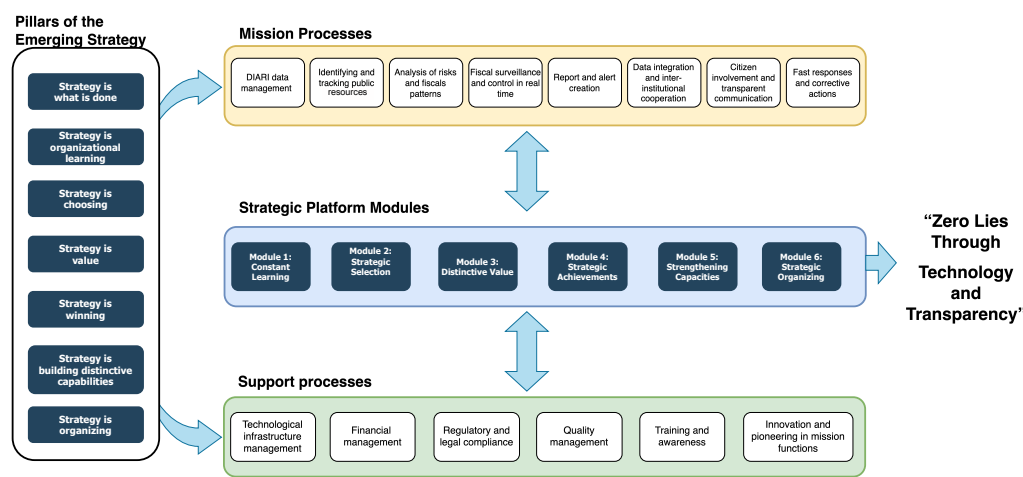 Pillars of the
Emerging Strategy
Strategy is
what is done
Strategy is
organizational
learning
Strategy is
choosing
Strategy is
value
Strategy is
winning
Strategy is
building distinctive
capabilities
Strategy is
organizing
Mission Processes
DIARI data
management
Identifying and
tracking public
resources
Analysis of risks
and fiscals
patterns
Fiscal surveillance
and control in real
time
Report and alert
creation
Data integration
and inter-
institutional
cooperation
Citizen
involvement and
transparent
communication
Fast responses
and corrective
actions
Strategic Platform Modules
Module 1:
Constant
Learning
Module 2:
Strategic
Selection
Module 3:
Distinctive Value
Module 4:
Strategic
Achievements
Module 5:
Strengthening
Capacities
Module 6:
Strategic
Organizing
“Zero Lies
Through
Technology
and
Transparency”
Support processes
Technological
infrastructure
management
Financial
management
Regulatory and
legal compliance
Quality
management
Training and
awareness
Innovation and
pioneering in mission
functions